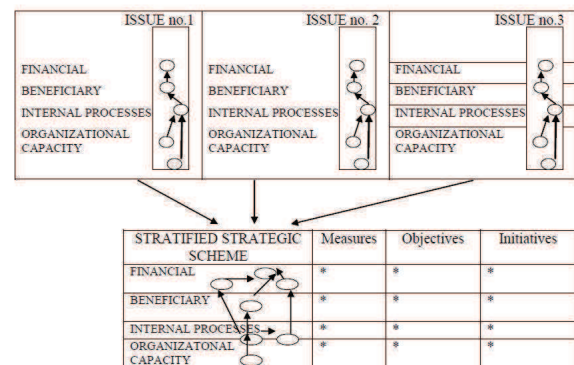 ISSUE no.1
FINANCIAL
BENEFICIARY
INTERNAL PROCESSES
ORGANIZATIONAL
CAPACITY
ISSUE no. 2
FINANCIAL
BENEFICIARY
INTERNAL PROCESSES
ORGANIZATIONAL
CAPACITY
ISSUE no.3
FINANCIAL
BENEFICIARY
INTERNAL PROCESSES
ORGANIZATIONAL
CAPACITY
STRATIFIED STRATEGIC
SCHEME
Measures
Objectives
Initiatives
FINANCIAL
* * *
BENEFICIARY
* * *
INTERNAL PROCESSES
* * *
ORGANIZATONAL
CAPACITY
* * *